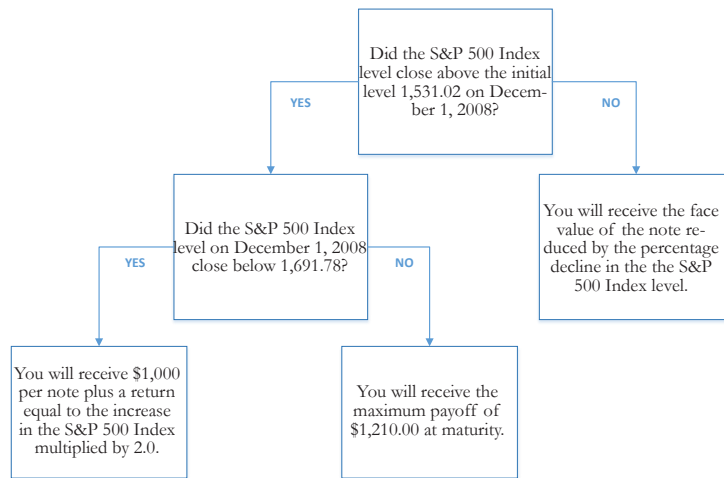 Did the S&P 500 Index
level close above the initial
level 1,531.02 on Decem-
ber 1, 2008?
YES
NO
Did the S&P 500 Index
level on December 1, 2008
close below 1,691.78?
You will receive the face
value of the note re-
duced by the percentage
decline in the the S&P
500 Index level.
YES
NO
You will receive $1,000
per note plus a return
equal to the increase
in the S&P 500 Index
multiplied by 2.0.
You will receive the
maximum payoff of
$1,210.00 at maturity.